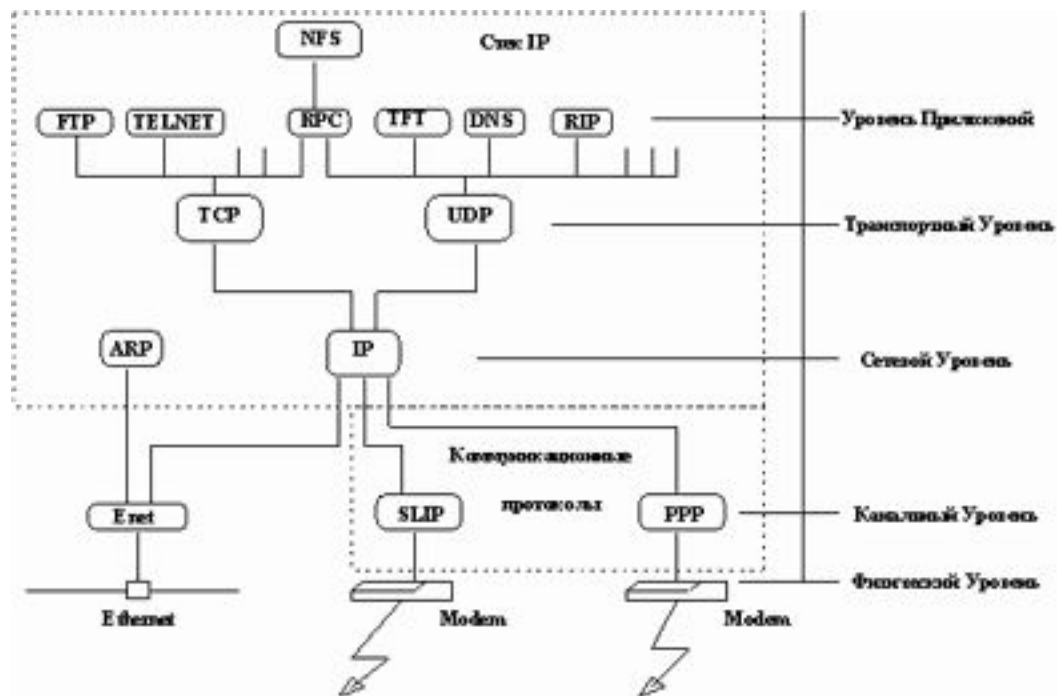 NFS
Стек IP
FTP
TELNET
RPC
TFT
DNS
RIP
Уровень Приложений
TCP
UDP
Транспортный Уровень
ARP
IP
Сетевой Уровень
Коммуникационные
протоколы
Enet
SLIP
PPP
Канальный Уровень
Физический Уровень
Ethernet
Modem
Modem